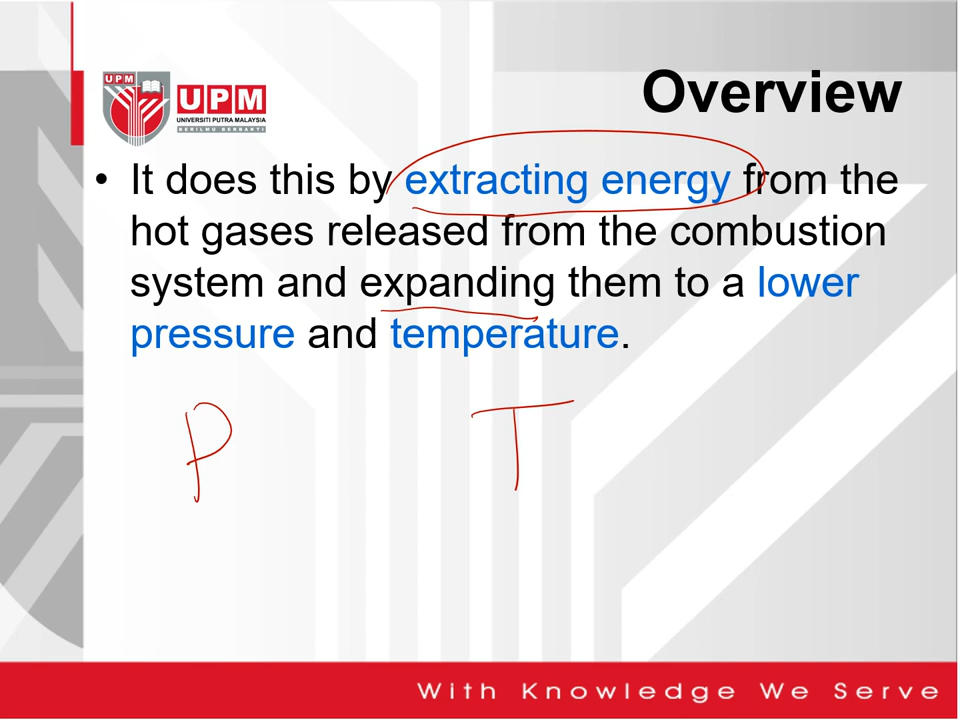 Overview
UPM
UPM
UNIVERSITI PUTRA MALAYSIA
BERILMU BERBAKTI
• It does this by extracting energy from the
hot gases released from the combustion
system and expanding them to a lower
pressure and temperature.
P T
With Knowledge We Serve